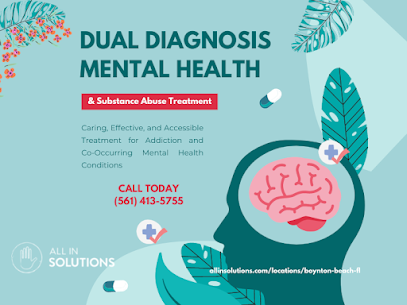 DUAL DIAGNOSIS
MENTAL HEALTH
& Substance Abuse Treatment
Caring, Effective, and Accessible
Treatment for Addiction and
Co-Occurring Mental Health
Conditions
CALL TODAY
(561) 413-5755
ALL IN
SOLUTIONS
allinsolutions.com/locations/boynton-beach-fl